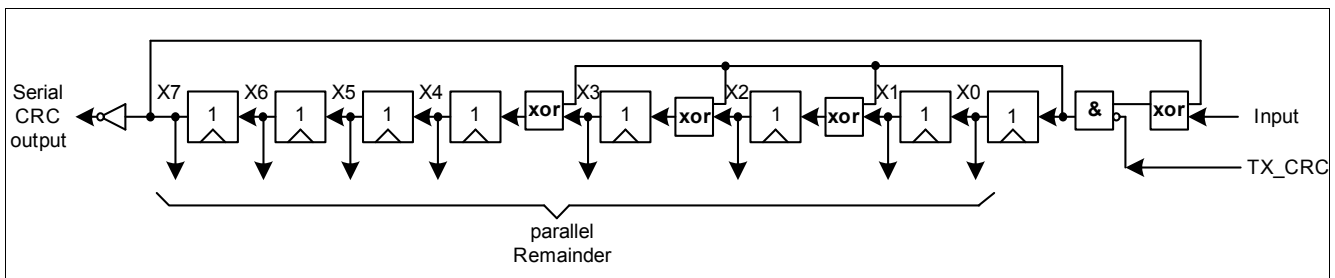 Serial
CRC
output
X7
1
X6
1
X5
1
X4
1
xor
X3
1
xor
X2
1
xor
X1
1
X0
1
&
xor
Input
TX_CRC
parallel
Remainder